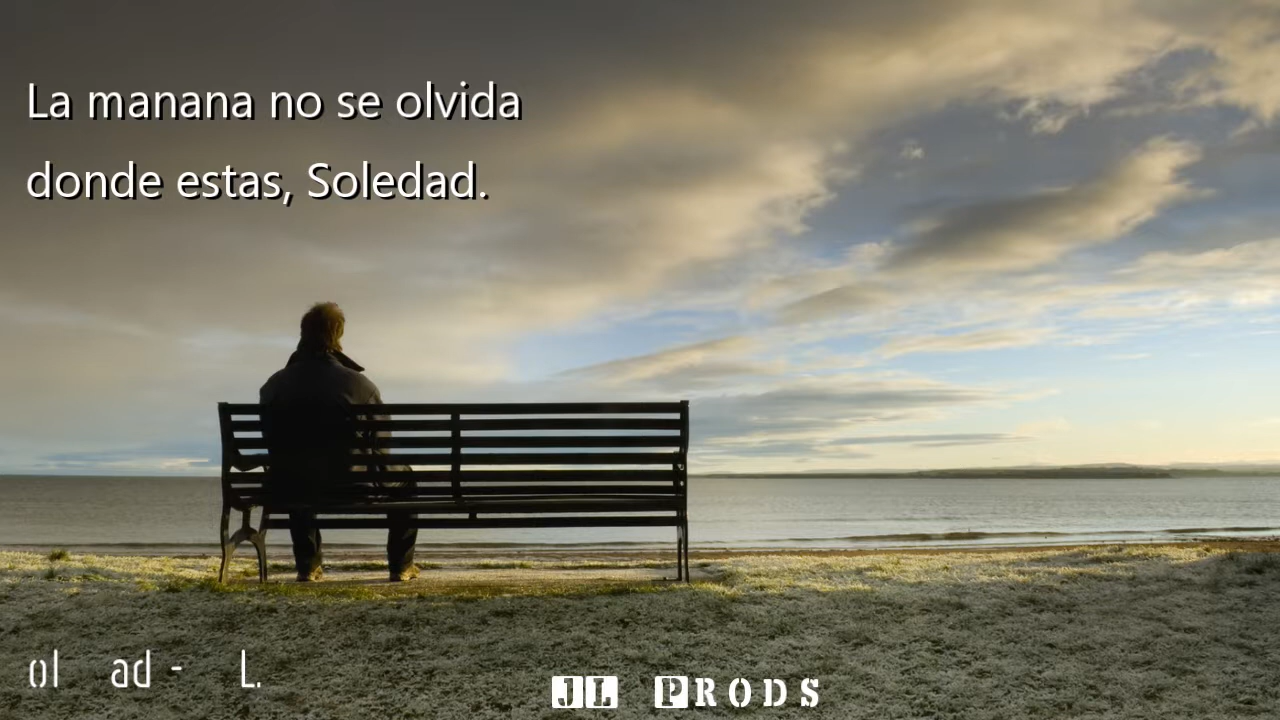 La manana no se olvida
donde estas, Soledad.
JL PRODS